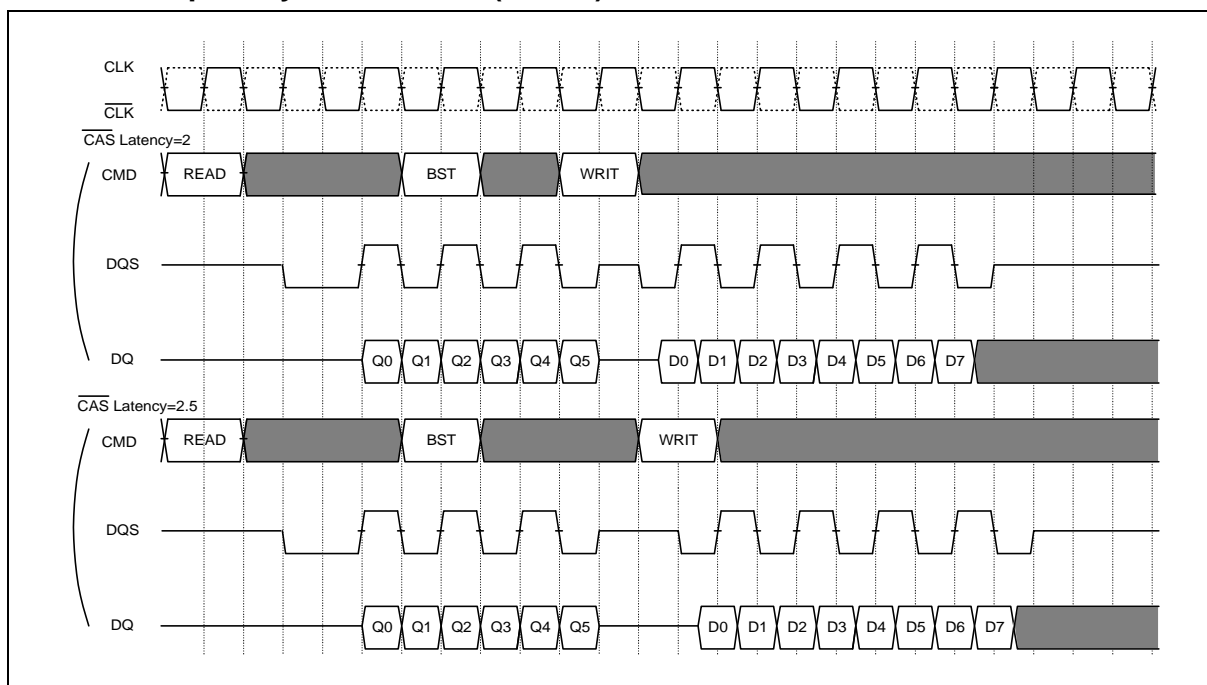 CLK
CLK
CAS Latency=2
CMD READ BST WRIT
DQS
DQ Q0 Q1 Q2 Q3 Q4 Q5 D0 D1 D2 D3 D4 D5 D6 D7
CAS Latency=2.5
CMD READ BST WRIT
DQS
DQ Q0 Q1 Q2 Q3 Q4 Q5 D0 D1 D2 D3 D4 D5 D6 D7